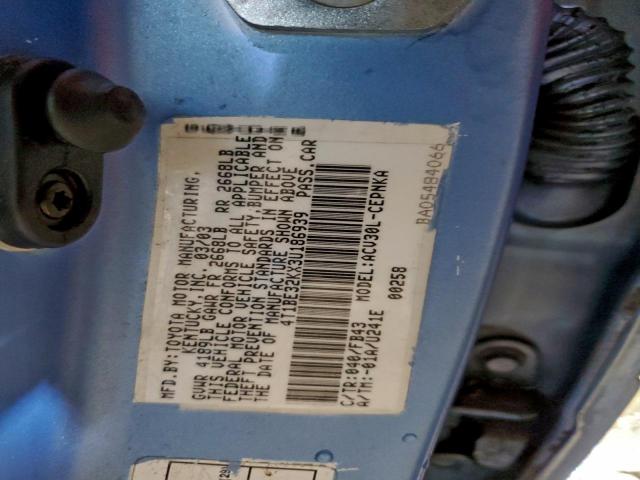 MFD.BY:TOYOTA MOTOR MANUFACTURING,
KENTUCKY, INC. 03/03
GVWR 4189LB GAWR FR 2668LB RR 2668LB
THIS VEHICLE CONFORMS TO ALL APPLICABLE
FEDERAL MOTOR VEHICLE SAFETY, BUMPER AND
THEFT PREVENTION STANDARDS IN EFFECT ON
THE DATE OF MANUFACTURE SHOWN ABOVE.
4T1BE32KX3U186939 PASS.CAR
C/TR:040/FB43 MODEL:ACV30L-CEPNKA
A/TM:-01A/U241E 00258
BA05484066